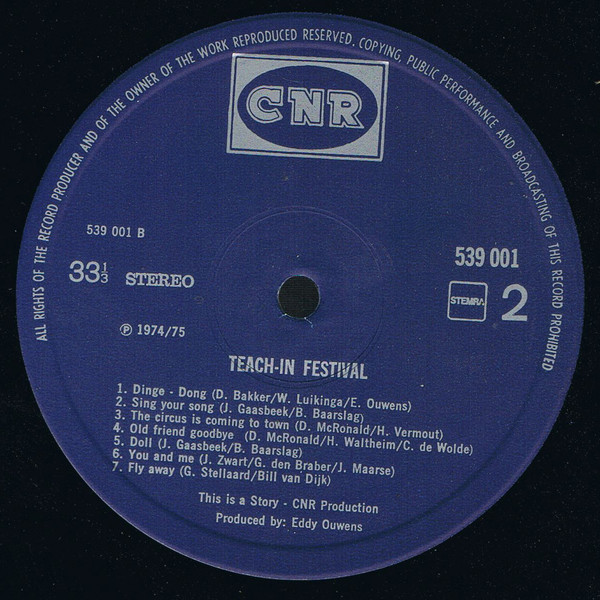 ALL RIGHTS OF THE RECORD PRODUCER AND OF THE OWNER OF THE WORK REPRODUCED RESERVED. COPYING, PUBLIC PERFORMANCE AND BROADCASTING OF THIS RECORD PROHIBITED
CNR
539 001 B
539 001
33 1/3 STEREO
STEMRA 2
℗ 1974/75
TEACH-IN FESTIVAL
1. Dinge - Dong (D. Bakker/W. Luikinga/E. Ouwens)
2. Sing your song (J. Gaasbeek/B. Baarslag)
3. The circus is coming to town (D. McRonald/H. Vermout)
4. Old friend goodbye (D. McRonald/H. Waltheim/C. de Wolde)
5. Doll (J. Gaasbeek/B. Baarslag)
6. You and me (J. Zwart/G. den Braber/J. Maarse)
7. Fly away (G. Stellaard/Bill van Dijk)
This is a Story - CNR Production
Produced by: Eddy Ouwens